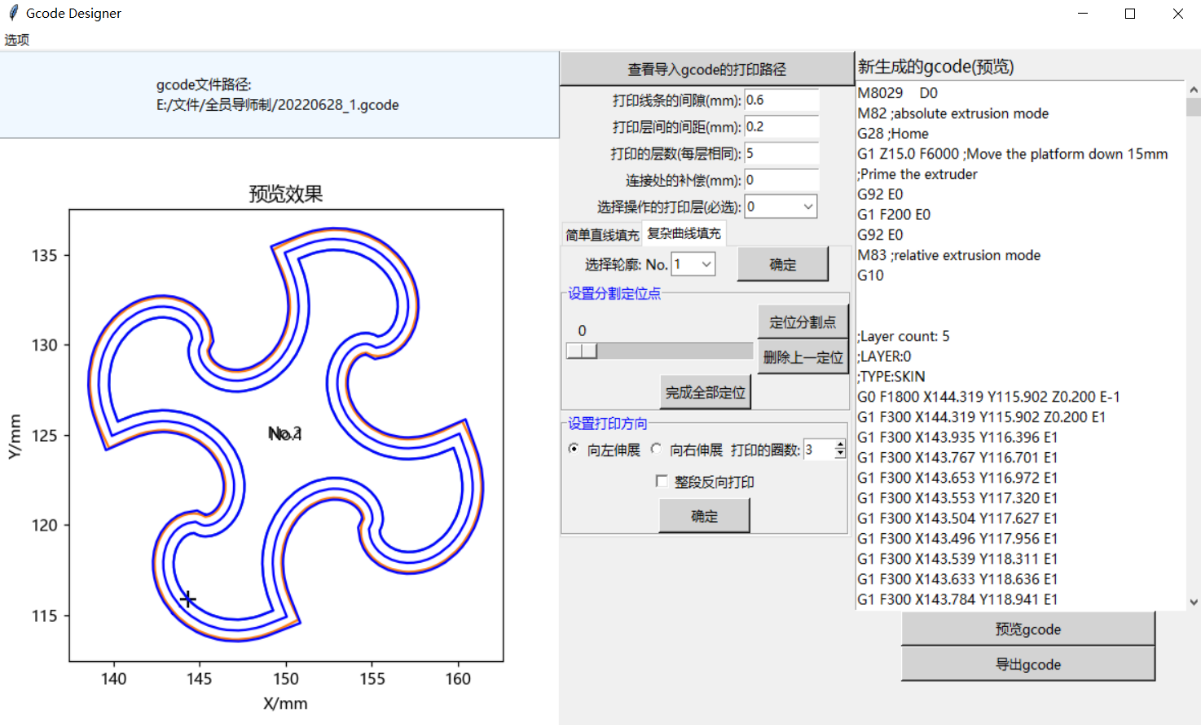 Gcode Designer
选项
gcode文件路径:
E:/文件/全员导师制/20220628_1.gcode
预览效果
135
130
125
120
115
Y/mm
140 145 150 155 160
X/mm
查看导入gcode的打印路径
打印线条的间隙(mm): 0.6
打印层间的间距(mm): 0.2
打印的层数(每层相同): 5
连接处的补偿(mm): 0
选择操作的打印层(必选): 0
简单直线填充 复杂曲线填充
选择轮廓: No. 1 确定
设置分割定位点
0
定位分割点
删除上一定位
完成全部定位
设置打印方向
向左伸展 向右伸展 打印的圈数: 3
整段反向打印
确定
新生成的gcode(预览)
M8029 D0
M82 ;absolute extrusion mode
G28 ;Home
G1 Z15.0 F6000 ;Move the platform down 15mm
;Prime the extruder
G92 E0
G1 F200 E0
G92 E0
M83 ;relative extrusion mode
G10
;Layer count: 5
;LAYER:0
;TYPE:SKIN
G0 F1800 X144.319 Y115.902 Z0.200 E-1
G1 F300 X144.319 Y115.902 Z0.200 E1
G1 F300 X143.935 Y116.396 E1
G1 F300 X143.767 Y116.701 E1
G1 F300 X143.653 Y116.972 E1
G1 F300 X143.553 Y117.320 E1
G1 F300 X143.504 Y117.627 E1
G1 F300 X143.496 Y117.956 E1
G1 F300 X143.539 Y118.311 E1
G1 F300 X143.633 Y118.636 E1
G1 F300 X143.784 Y118.941 E1
预览gcode
导出gcode